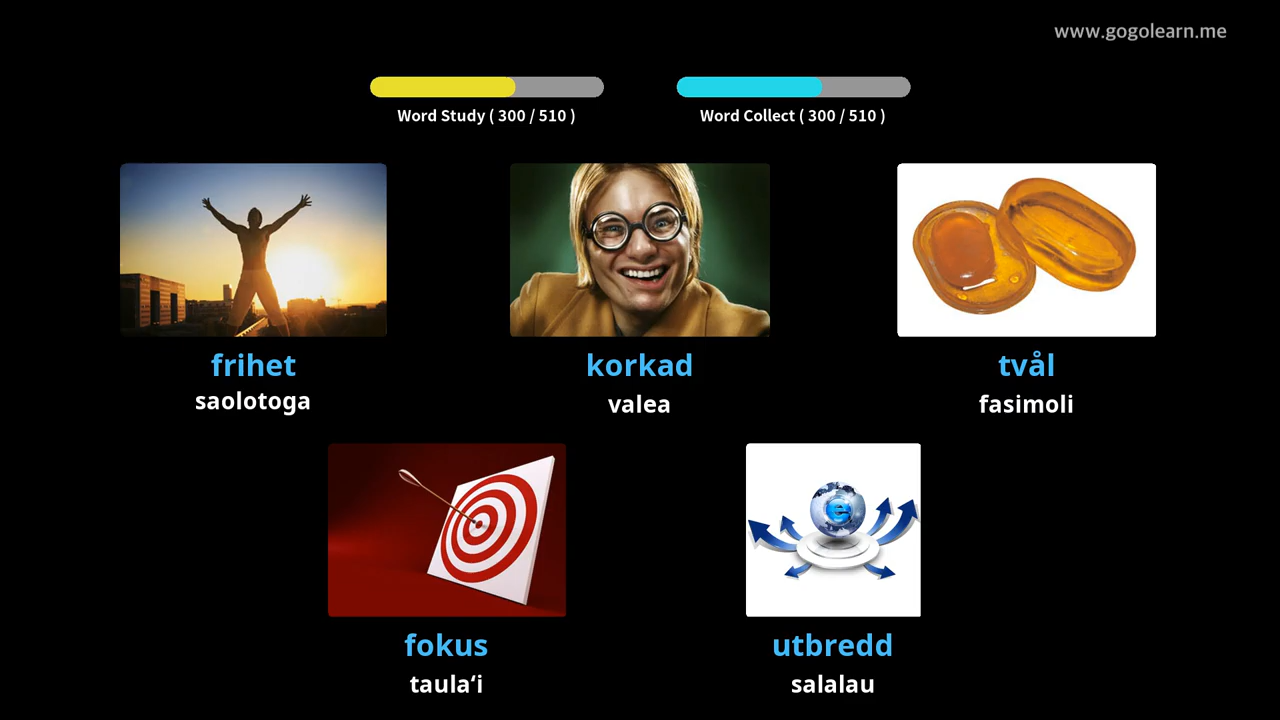 www.gogolearn.me
Word Study ( 300 / 510 )
Word Collect ( 300 / 510 )
frihet
saolotoga
korkad
valea
tvål
fasimoli
fokus
taulaʻi
utbredd
salalau